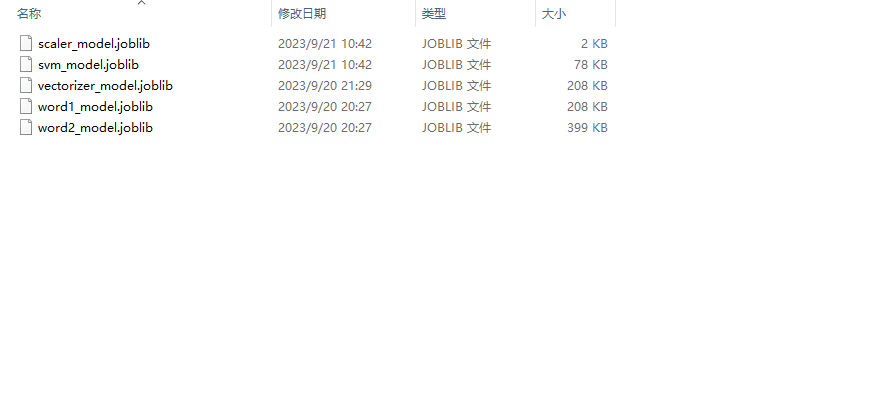 名称 修改日期 类型 大小
scaler_model.joblib 2023/9/21 10:42 JOBLIB 文件 2 KB
svm_model.joblib 2023/9/21 10:42 JOBLIB 文件 78 KB
vectorizer_model.joblib 2023/9/20 21:29 JOBLIB 文件 208 KB
word1_model.joblib 2023/9/20 20:27 JOBLIB 文件 208 KB
word2_model.joblib 2023/9/20 20:27 JOBLIB 文件 399 KB